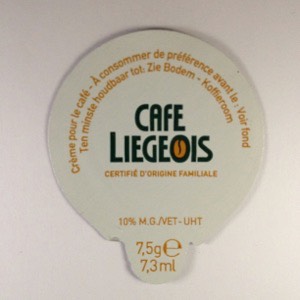 Crème pour le café - À consommer de préférence avant le : Voir fond
Ten minste houdbaar tot: Zie Bodem - Koffieroom
CAFE
LIEGEOIS
CERTIFIÉ D'ORIGINE FAMILIALE
10% M.G./VET- UHT
7,5g℮
7,3ml